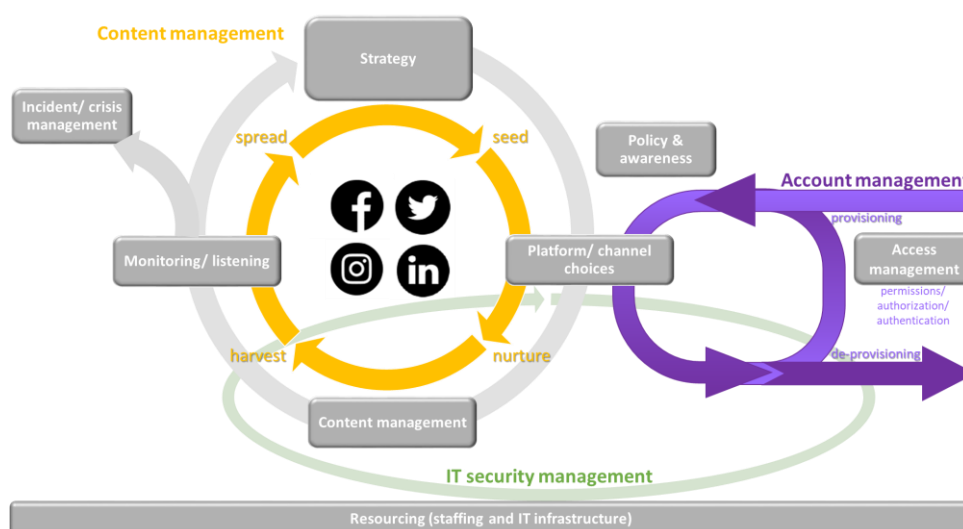 Content management
Strategy
Incident/ crisis
management
spread
seed
Policy &
awareness
Account management
provisioning
Monitoring/ listening
Platform/ channel
choices
Access
management
permissions/
authorization/
authentication
harvest
nurture
de-provisioning
Content management
IT security management
Resourcing (staffing and IT infrastructure)